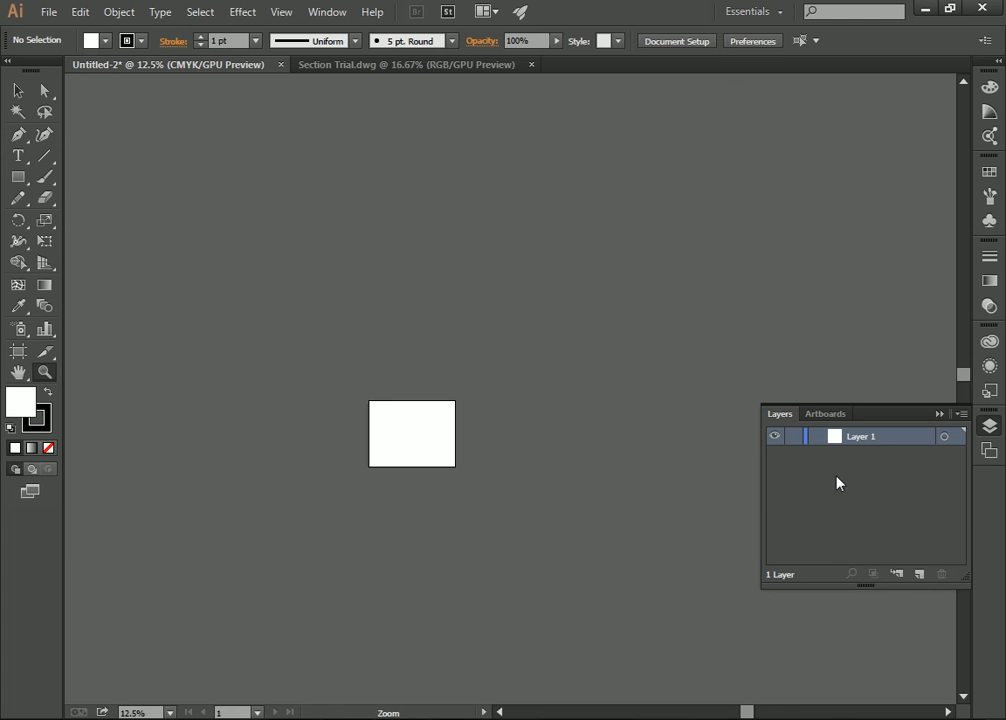 Ai File Edit Object Type Select Effect View Window Help Br St Essentials
No Selection Stroke: 1 pt Uniform 5 pt. Round Opacity: 100% Style: Document Setup Preferences
Untitled-2* @ 12.5% (CMYK/GPU Preview) Section Trial.dwg @ 16.67% (RGB/GPU Preview)
Layers Artboards
Layer 1
1 Layer
12.5% 1 Zoom